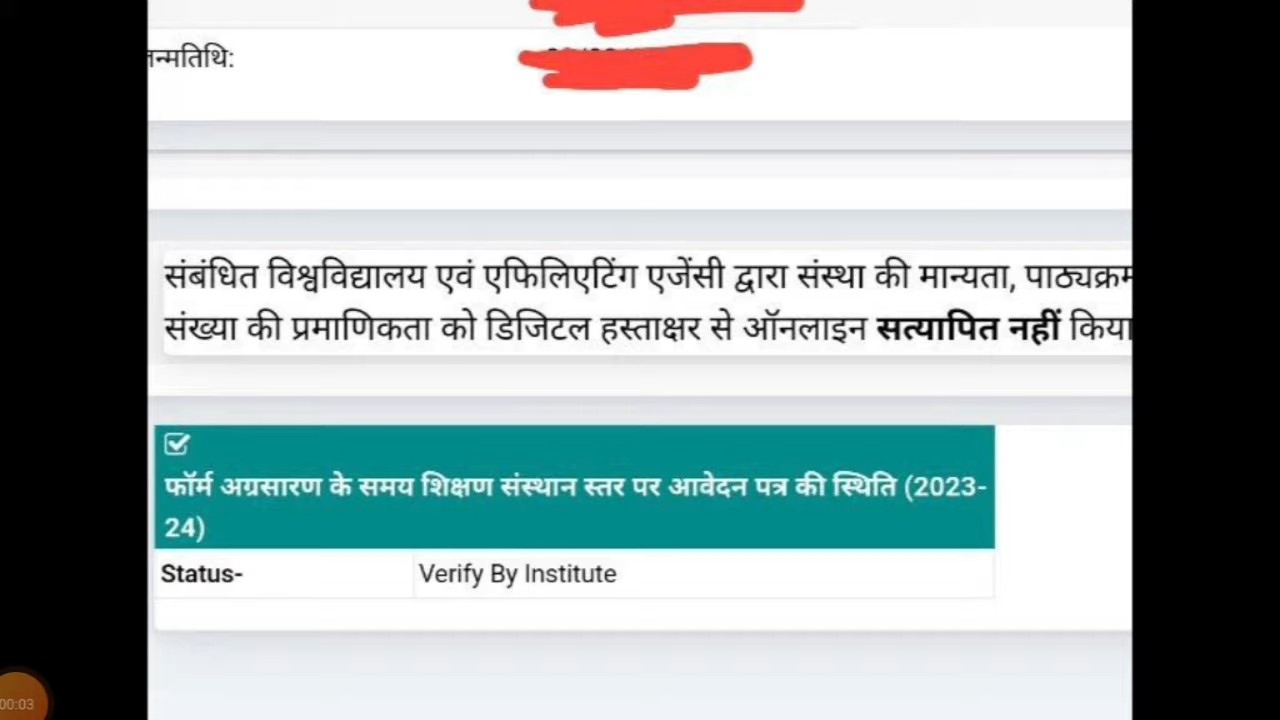 जन्मतिथि:
संबंधित विश्वविद्यालय एवं एफिलिएटिंग एजेंसी द्वारा संस्था की मान्यता, पाठ्यक्रम
संख्या की प्रमाणिकता को डिजिटल हस्ताक्षर से ऑनलाइन सत्यापित नहीं किया
फॉर्म अग्रसारण के समय शिक्षण संस्थान स्तर पर आवेदन पत्र की स्थिति (2023-
24)
Status- Verify By Institute
00:03